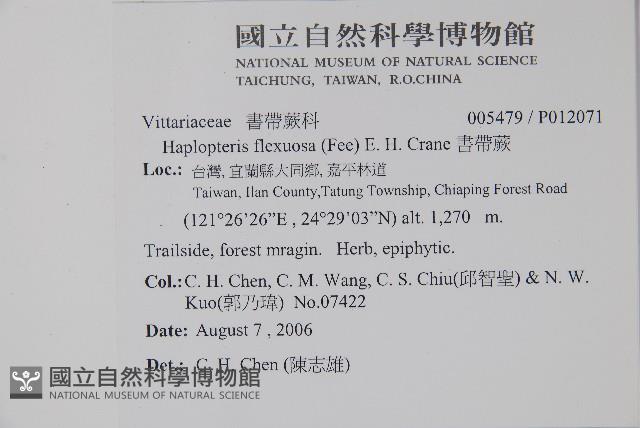 國立自然科學博物館
NATIONAL MUSEUM OF NATURAL SCIENCE
TAICHUNG, TAIWAN, R.O.CHINA
Vittariaceae 書帶蕨科 005479 / P012071
Haplopteris flexuosa (Fee) E. H. Crane 書帶蕨
Loc.: 台灣, 宜蘭縣大同鄉, 嘉平林道
Taiwan, Ilan County,Tatung Township, Chiaping Forest Road
(121°26'26”E , 24°29'03”N) alt. 1,270 m.
Trailside, forest mragin. Herb, epiphytic.
Col.: C. H. Chen, C. M. Wang, C. S. Chiu(邱智聖) & N. W.
Kuo(郭乃瑋) No.07422
Date: August 7 , 2006
Det.: C. H. Chen (陳志雄)
國立自然科學博物館
NATIONAL MUSEUM OF NATURAL SCIENCE